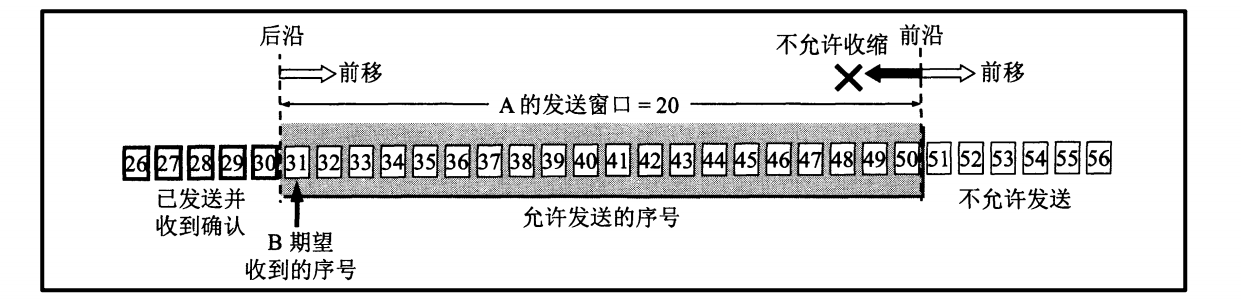 后沿
不允许收缩 前沿
前移
前移
A 的发送窗口 = 20
26 27 28 29 30 31 32 33 34 35 36 37 38 39 40 41 42 43 44 45 46 47 48 49 50 51 52 53 54 55 56
已发送并
收到确认
允许发送的序号
不允许发送
B 期望
收到的序号